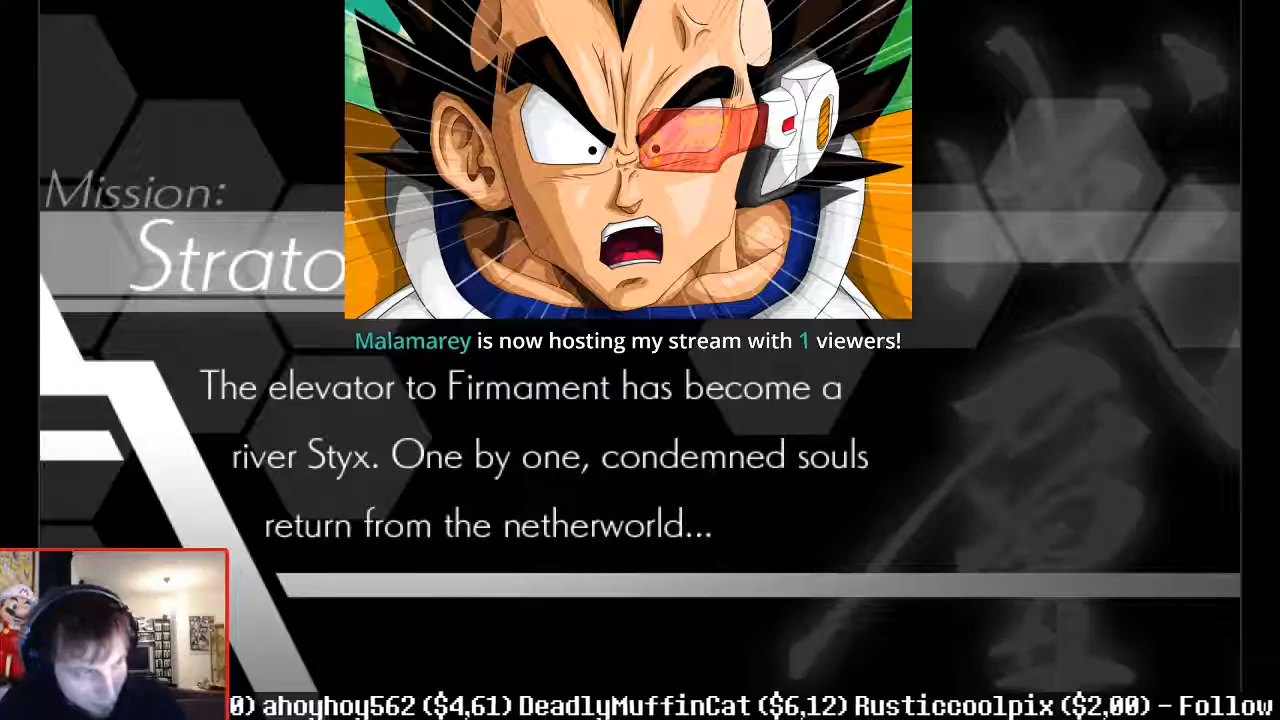 Mission:
Strato
Malamarey is now hosting my stream with 1 viewers!
The elevator to Firmament has become a
river Styx. One by one, condemned souls
return from the netherworld...
0) ahoyhoy562 ($4,61) DeadlyMuffinCat ($6,12) Rusticcoolpix ($2,00) - Follow